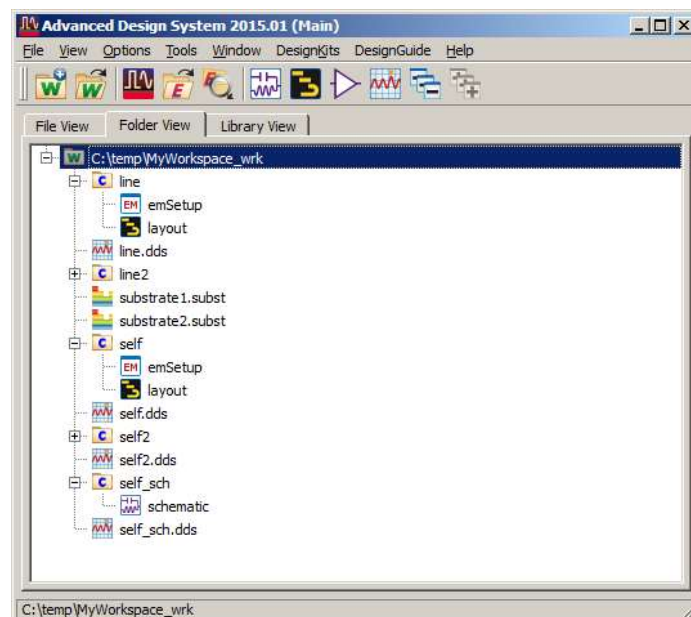 Advanced Design System 2015.01 (Main)
File View Options Tools Window DesignKits DesignGuide Help
File View Folder View Library View
C:\temp\MyWorkspace_wrk
line
emSetup
layout
line.dds
line2
substrate1.subst
substrate2.subst
self
emSetup
layout
self.dds
self2
self2.dds
self_sch
schematic
self_sch.dds
C:\temp\MyWorkspace_wrk